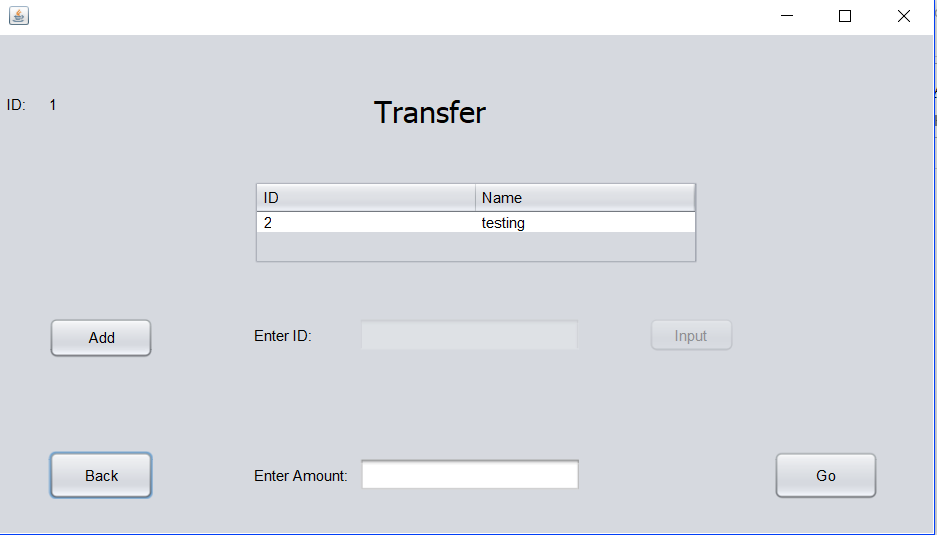 ID: 1
Transfer
ID Name
2 testing
Add Enter ID: Input
Back Enter Amount: Go